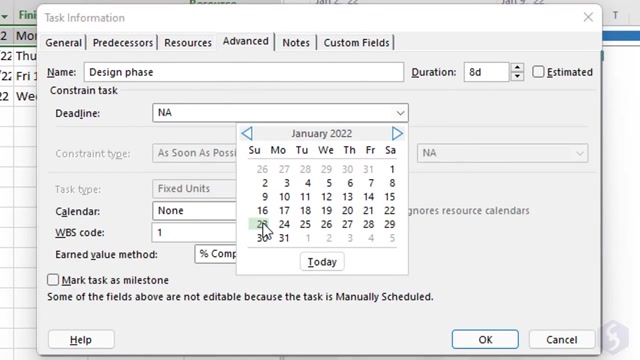 Resource
Jan 2, '22
Jan 9, '22
Fini
Task Information
T
2 Mon
/22 Thu
/22 Fri 1
22 Wed
General Predecessors Resources Advanced Notes Custom Fields
Name: Design phase Duration: 8d Estimated
Constrain task
Deadline: NA
January 2022
Su Mo Tu We Th Fr Sa
Constraint type: As Soon As Possi NA
26 27 28 29 30 31 1
2 3 4 5 6 7 8
Task type: Fixed Units
9 10 11 12 13 14 15
Calendar: None 16 17 18 19 20 21 22 ignores resource calendars
WBS code: 1 23 24 25 26 27 28 29
30 31 1 2 3 4 5
Earned value method: % Comp
Today
Mark task as milestone
Some of the fields above are not editable because the task is Manually Scheduled.
Help OK Cancel